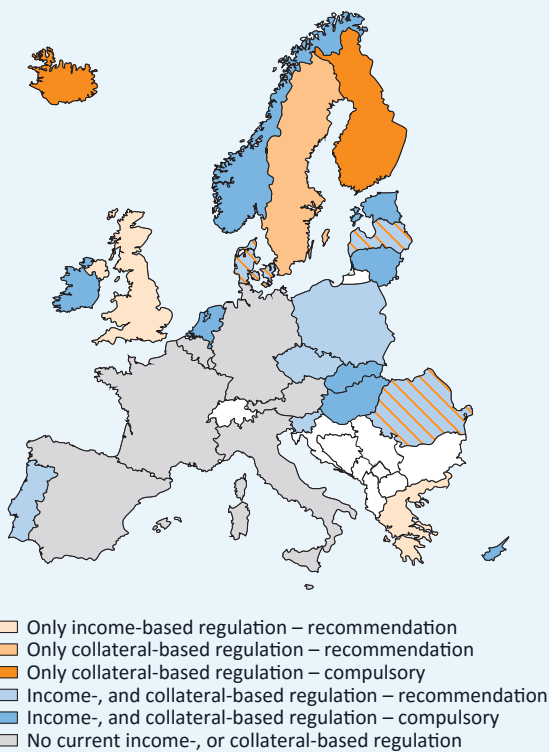 Only income-based regulation – recommendation
Only collateral-based regulation – recommendation
Only collateral-based regulation – compulsory
Income-, and collateral-based regulation – recommendation
Income-, and collateral-based regulation – compulsory
No current income-, or collateral-based regulation